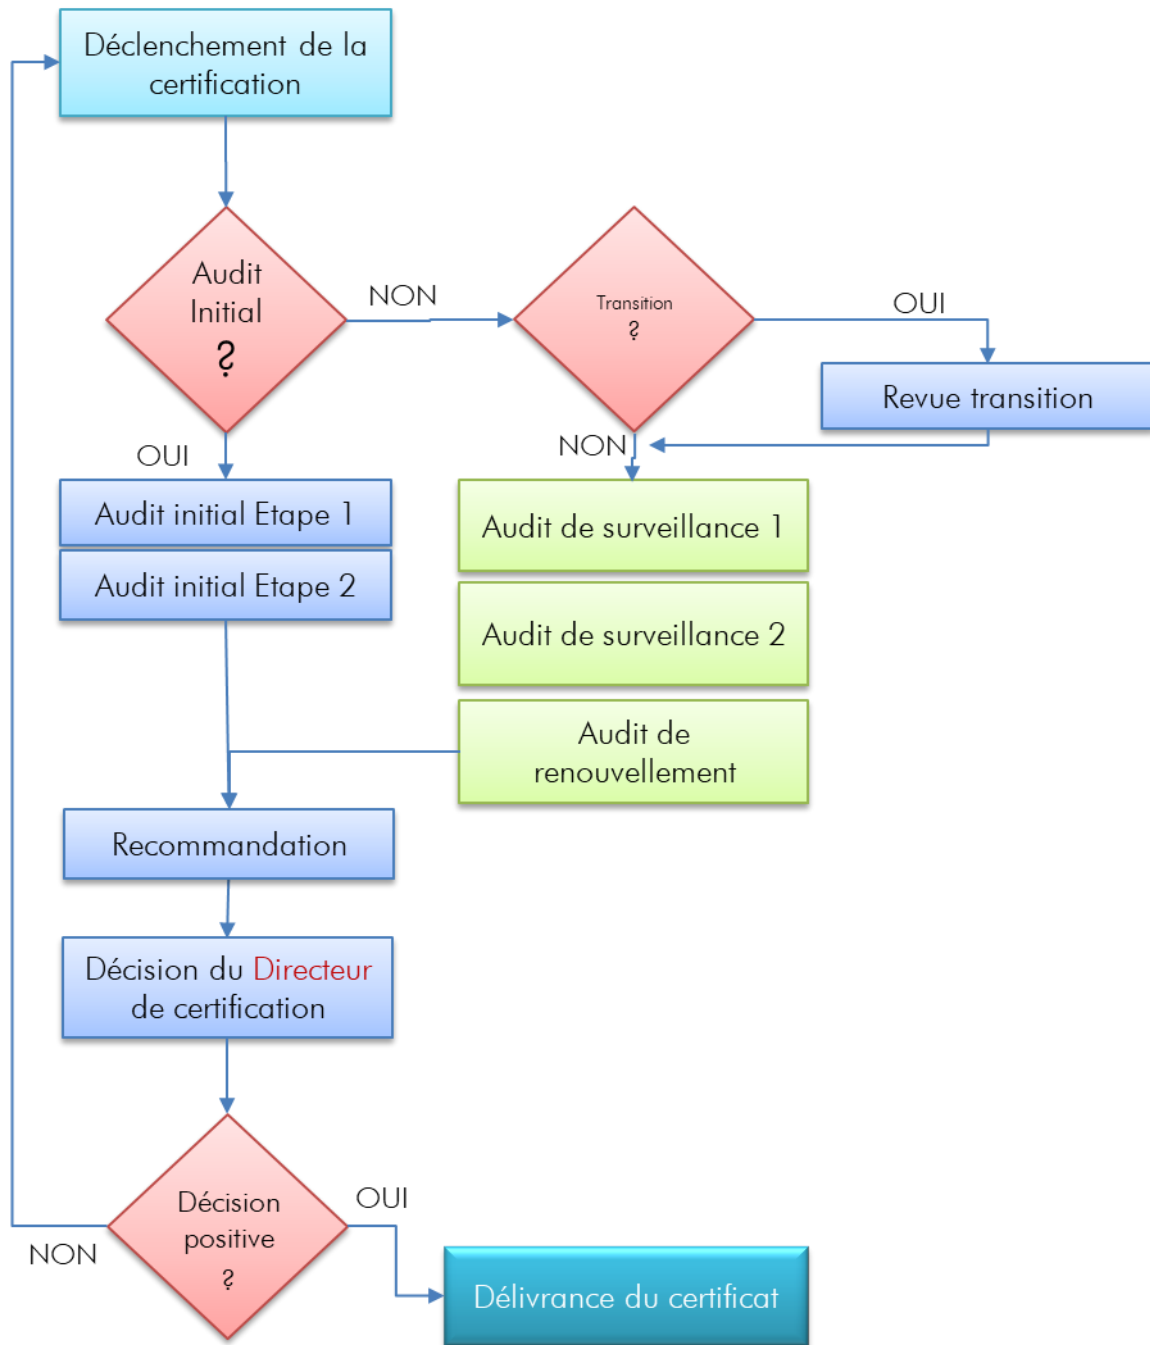 Déclenchement de la
certification
Audit
Initial
?
NON
Transition
?
OUI
Revue transition
OUI
NON
Audit initial Etape 1
Audit initial Etape 2
Audit de surveillance 1
Audit de surveillance 2
Audit de
renouvellement
Recommandation
Décision du Directeur
de certification
Décision
positive
?
OUI
NON
Délivrance du certificat